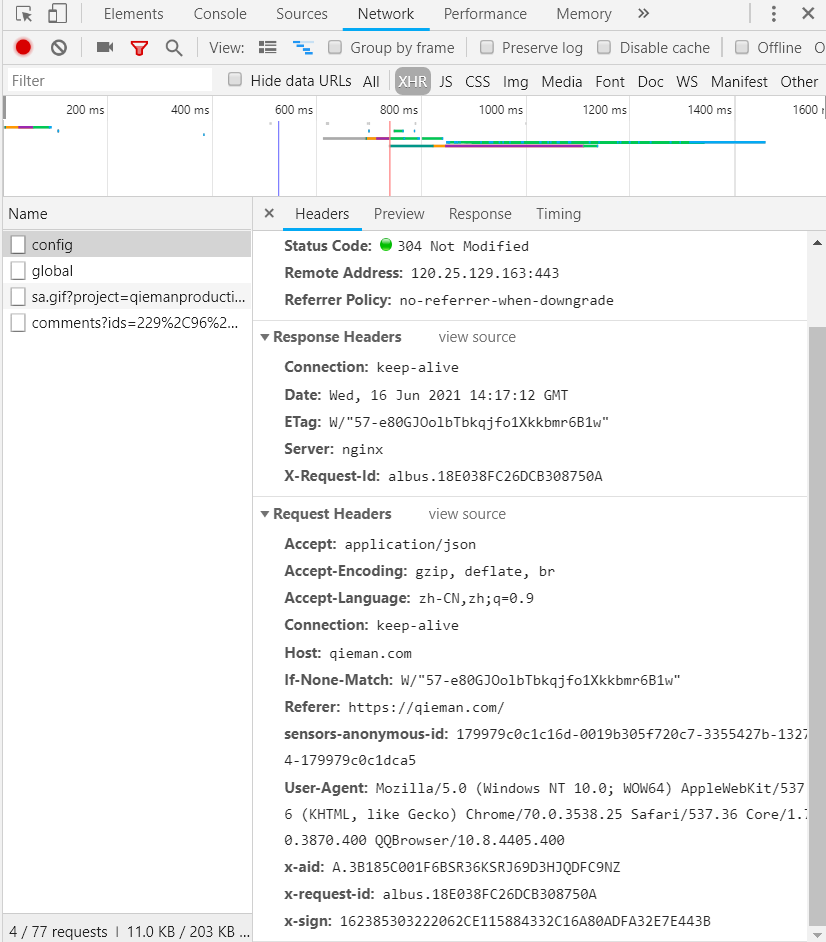 Elements Console Sources Network Performance Memory »
View: Group by frame Preserve log Disable cache Offline O
Filter Hide data URLs All XHR JS CSS Img Media Font Doc WS Manifest Other
200 ms 400 ms 600 ms 800 ms 1000 ms 1200 ms 1400 ms 1600 r
Name
× Headers Preview Response Timing
config
global
sa.gif?project=qiemanproducti...
comments?ids=229%2C96%2...
Status Code: 304 Not Modified
Remote Address: 120.25.129.163:443
Referrer Policy: no-referrer-when-downgrade
Response Headers view source
Connection: keep-alive
Date: Wed, 16 Jun 2021 14:17:12 GMT
ETag: W/"57-e80GJOolbTbkqjfo1Xkkbmr6B1w"
Server: nginx
X-Request-Id: albus.18E038FC26DCB308750A
Request Headers view source
Accept: application/json
Accept-Encoding: gzip, deflate, br
Accept-Language: zh-CN,zh;q=0.9
Connection: keep-alive
Host: qieman.com
If-None-Match: W/"57-e80GJOolbTbkqjfo1Xkkbmr6B1w"
Referer: https://qieman.com/
sensors-anonymous-id: 179979c0c1c16d-0019b305f720c7-3355427b-1327
4-179979c0c1dca5
User-Agent: Mozilla/5.0 (Windows NT 10.0; WOW64) AppleWebKit/537
6 (KHTML, like Gecko) Chrome/70.0.3538.25 Safari/537.36 Core/1.7
0.3870.400 QQBrowser/10.8.4405.400
x-aid: A.3B185C001F6BSR36KSRJ69D3HJQDFC9NZ
x-request-id: albus.18E038FC26DCB308750A
x-sign: 162385303222062CE115884332C16A80ADFA32E7E443B
4 / 77 requests | 11.0 KB / 203 KB ...